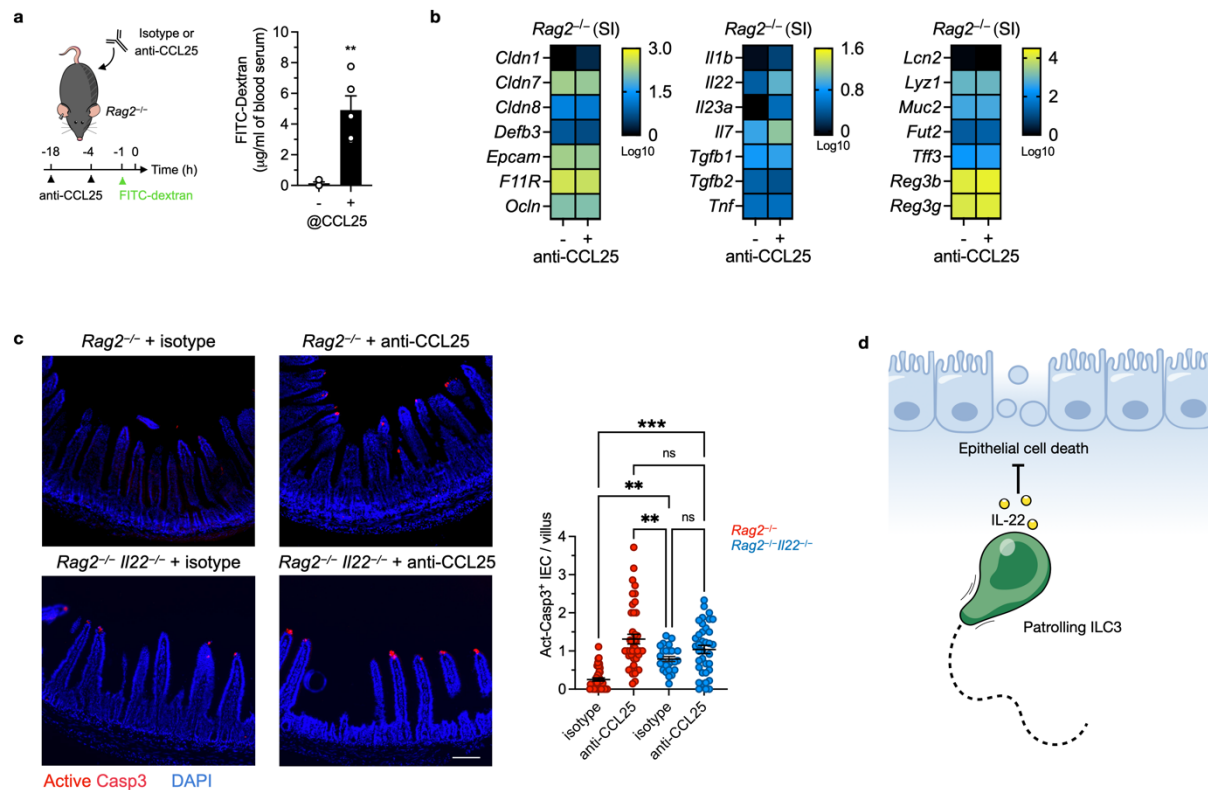 a
Isotype or
anti-CCL25
Rag2–/–
-18 -4 -1 0
Time (h)
anti-CCL25 FITC-dextran
FITC-Dextran
(µg/ml of blood serum)
10
8
6
4
2
0
**
- +
@CCL25
b
Rag2–/– (SI)
Cldn1
Cldn7
Cldn8
Defb3
Epcam
F11R
Ocln
- +
anti-CCL25
3.0
1.5
0
Log10
Rag2–/– (SI)
Il1b
Il22
Il23a
Il7
Tgfb1
Tgfb2
Tnf
- +
anti-CCL25
1.6
0.8
0
Log10
Rag2–/– (SI)
Lcn2
Lyz1
Muc2
Fut2
Tff3
Reg3b
Reg3g
- +
anti-CCL25
4
2
0
Log10
c
Rag2–/– + isotype
Rag2–/– + anti-CCL25
Rag2–/– Il22–/– + isotype
Rag2–/– Il22–/– + anti-CCL25
Active Casp3 DAPI
Act-Casp3+ IEC / villus
4
3
2
1
0
***
ns
**
** ns
Rag2–/–
Rag2–/–Il22–/–
isotype
anti-CCL25
isotype
anti-CCL25
d
Epithelial cell death
IL-22
Patrolling ILC3